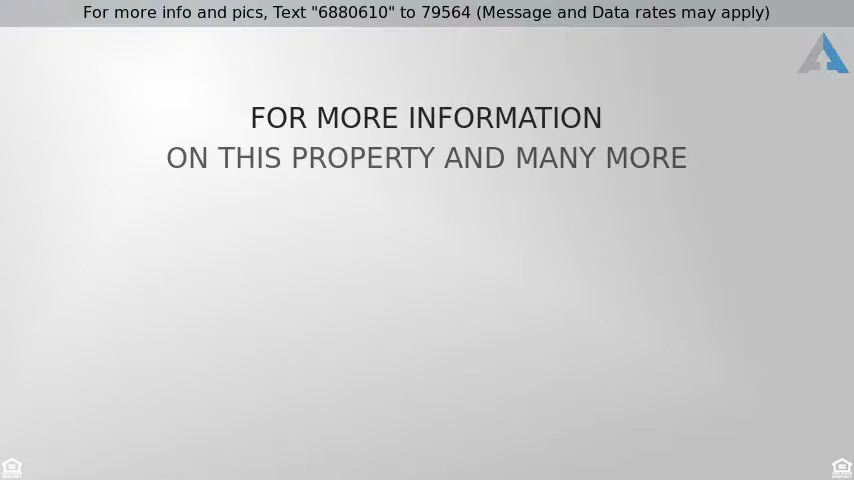 For more info and pics, Text "6880610" to 79564 (Message and Data rates may apply)
FOR MORE INFORMATION
ON THIS PROPERTY AND MANY MORE